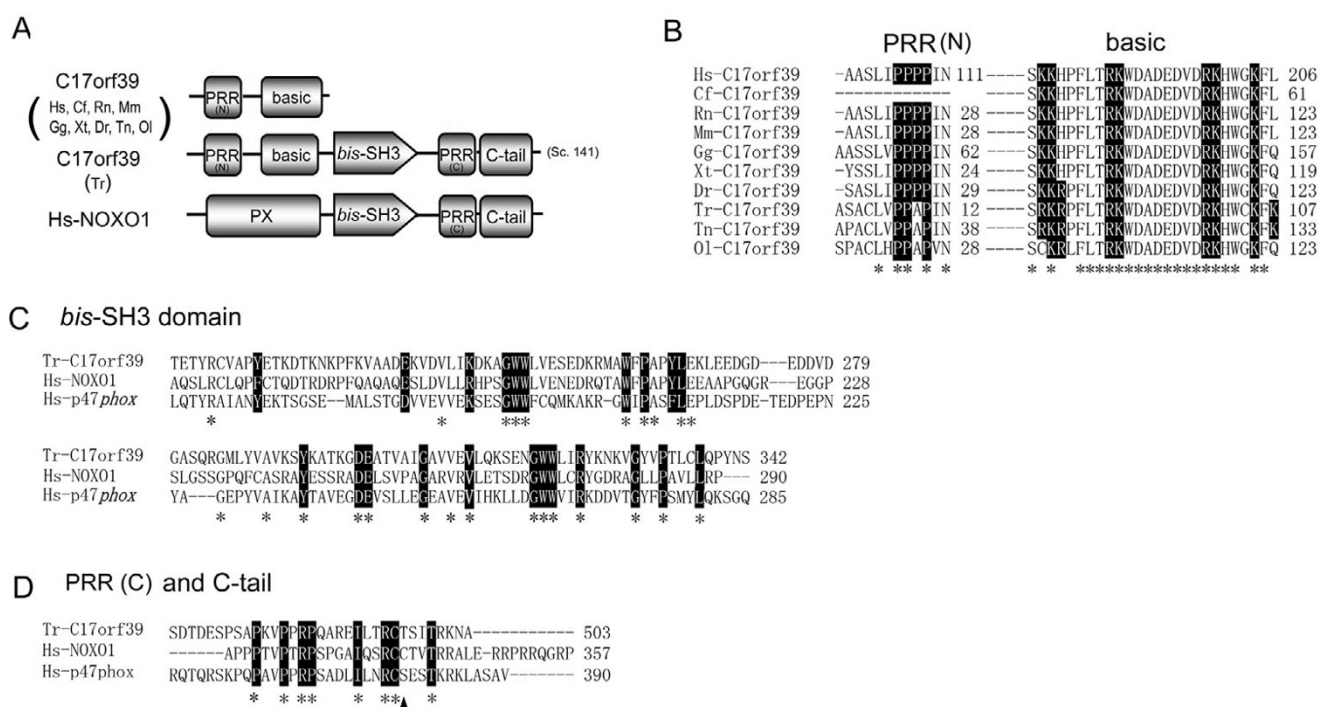 A
C17orf39
Hs, Cf, Rn, Mm
Gg, Xt, Dr, Tn, Ol
PRR (N) basic
C17orf39
(Tr)
PRR (N) basic bis-SH3 PRR (C) C-tail (Sc. 141)
Hs-NOXO1
PX bis-SH3 PRR (C) C-tail
B
PRR (N) basic
Hs-C17orf39 -AASLIPPPPIN 111 ----SKKHPFLTRKWDADEDVDRKHWGKFL 206
Cf-C17orf39 ------------ ----SKKHPFLTRKWDADEDVDRKHWGKFL 61
Rn-C17orf39 -AASLIPPPPIN 28 ----SKKHPFLTRKWDADEDVDRKHWGKFL 123
Mm-C17orf39 -AASLIPPPPIN 28 ----SKKHPFLTRKWDADEDVDRKHWGKFL 123
Gg-C17orf39 AASSLVPPPPIN 62 ----SKKHPFLTRKWDADEDVDRKHWGKFQ 157
Xt-C17orf39 -YSSLIPPPPIN 24 ----SKKHPFLTRKWDADEDVDRKHWGKFQ 119
Dr-C17orf39 -SASLIPPPPIN 29 ----SKKRPFLTRKWDADEDVDRKHWGKFQ 123
Tr-C17orf39 ASACLVPPAPIN 12 ----SRKRPFLTRKWDADEDVDRKHWCKFK 107
Tn-C17orf39 APACLVPPAPIN 38 ----SRKRPFLTRKWDADEDVDRKHWCKFK 133
Ol-C17orf39 SPACLHPPAPVN 28 ----SCKRLFLTRKWDADEDVDRKHWGKFQ 123
* ** * * * * ******************* **
C bis-SH3 domain
Tr-C17orf39 TETYRCVAPYETKDTKNKPFKVAADEKVDVLIKDKAGWWLVESEDKRMAWFPAPYLEKLEEDGD---EDDVD 279
Hs-NOXO1 AQSLRCLQPFCTQDTRDRPFQAQAQESLDVLLRHPSGWWLVENEDRQTAWFPAPYLEEAAPGQGR--EGGP 228
Hs-p47phox LQTYRAIANYEKTSGSE--MALSTGDVVEVVEKSESGWWFCQMKAKR-GWIPASFLEPLDSPDE-TEDPEPN 225
* * *** * ** **
Tr-C17orf39 GASQRGMLYVAVKSYKATKGDEATVAIGAVVEVLQKSENGWWLIRYKNKVGYVPTLCLQPYNS 342
Hs-NOXO1 SLGSSGPQFCASRAYESSRADELSVPAGARVRVLETSDRGWWLCRYGDRAGLLPAVLLRP--- 290
Hs-p47phox YA---GEPYVAIKAYTAVEGDEVSLLEGEAVEVIHKLLDGWWVIRKDDVTGYFPSMYLQKSGQ 285
* * * ** * * * *** * * * *
D PRR (C) and C-tail
Tr-C17orf39 SDTDESPSAPKVPPRPQAREILTRCTSITRKNA----------- 503
Hs-NOXO1 ------APPPTVPTRPSPGAIQSRCCTVTRRALE-RRPRRQGRP 357
Hs-p47phox RQTQRSKPQPAVPPRPSADLILNRCSESTKRKLASAV------- 390
* * ** * ** *